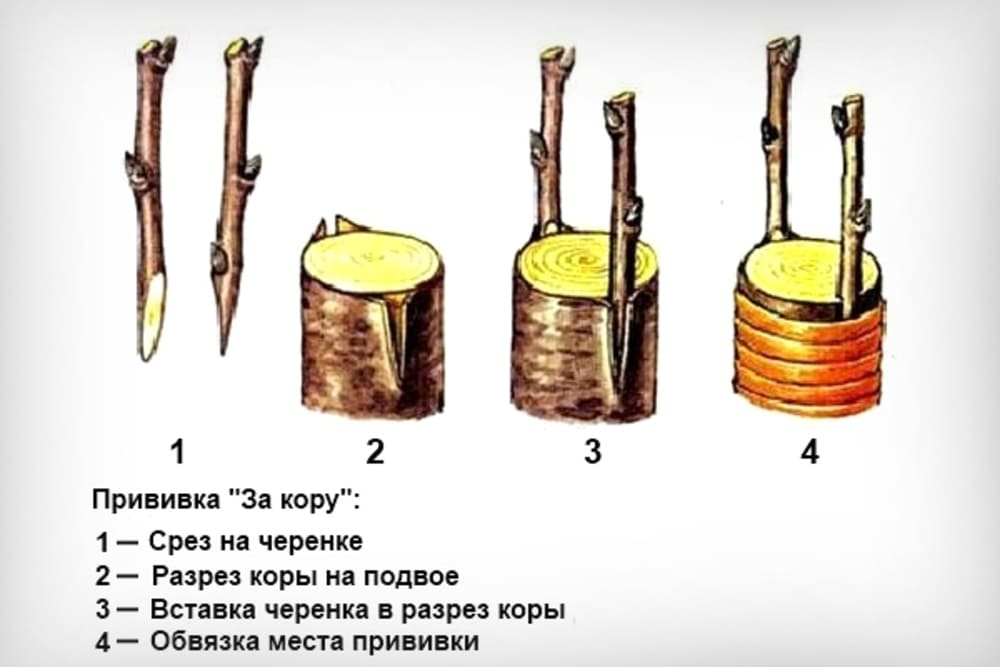 1 2 3 4
Прививка "За кору":
1 — Срез на черенке
2 — Разрез коры на подвое
3 — Вставка черенка в разрез коры
4 — Обвязка места прививки